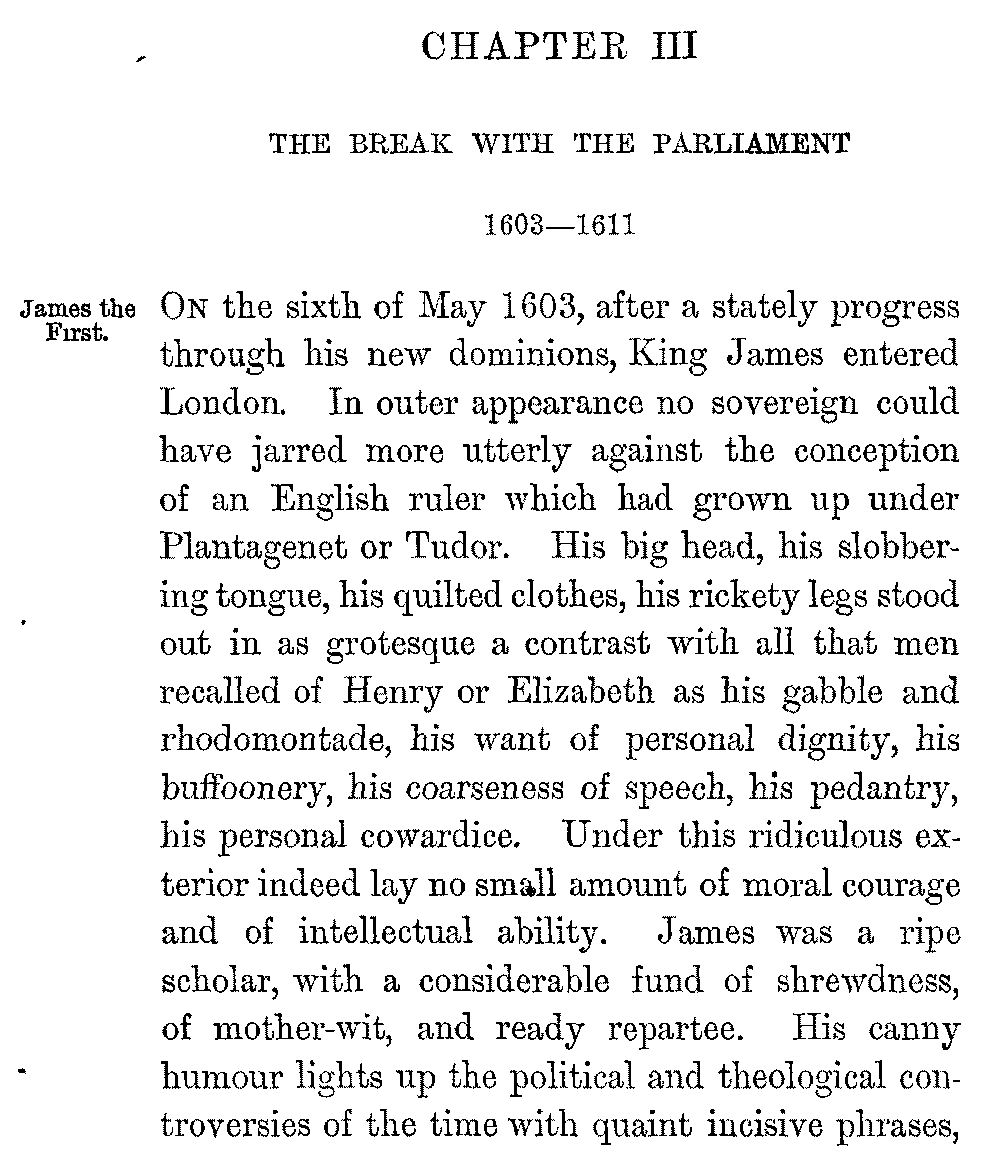 CHAPTER III
THE BREAK WITH THE PARLIAMENT
1603—1611
James the
First.
ON the sixth of May 1603, after a stately progress
through his new dominions, King James entered
London. In outer appearance no sovereign could
have jarred more utterly against the conception
of an English ruler which had grown up under
Plantagenet or Tudor. His big head, his slobber-
ing tongue, his quilted clothes, his rickety legs stood
out in as grotesque a contrast with all that men
recalled of Henry or Elizabeth as his gabble and
rhodomontade, his want of personal dignity, his
buffoonery, his coarseness of speech, his pedantry,
his personal cowardice. Under this ridiculous ex-
terior indeed lay no small amount of moral courage
and of intellectual ability. James was a ripe
scholar, with a considerable fund of shrewdness,
of mother-wit, and ready repartee. His canny
humour lights up the political and theological con-
troversies of the time with quaint incisive phrases,